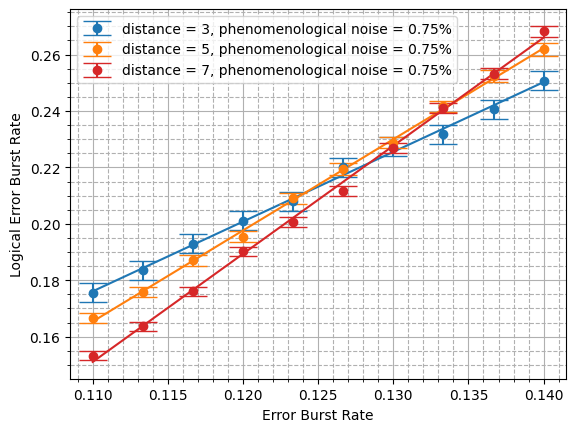 distance = 3, phenomenological noise = 0.75%
distance = 5, phenomenological noise = 0.75%
distance = 7, phenomenological noise = 0.75%
Logical Error Burst Rate
0.26
0.24
0.22
0.20
0.18
0.16
0.110 0.115 0.120 0.125 0.130 0.135 0.140
Error Burst Rate